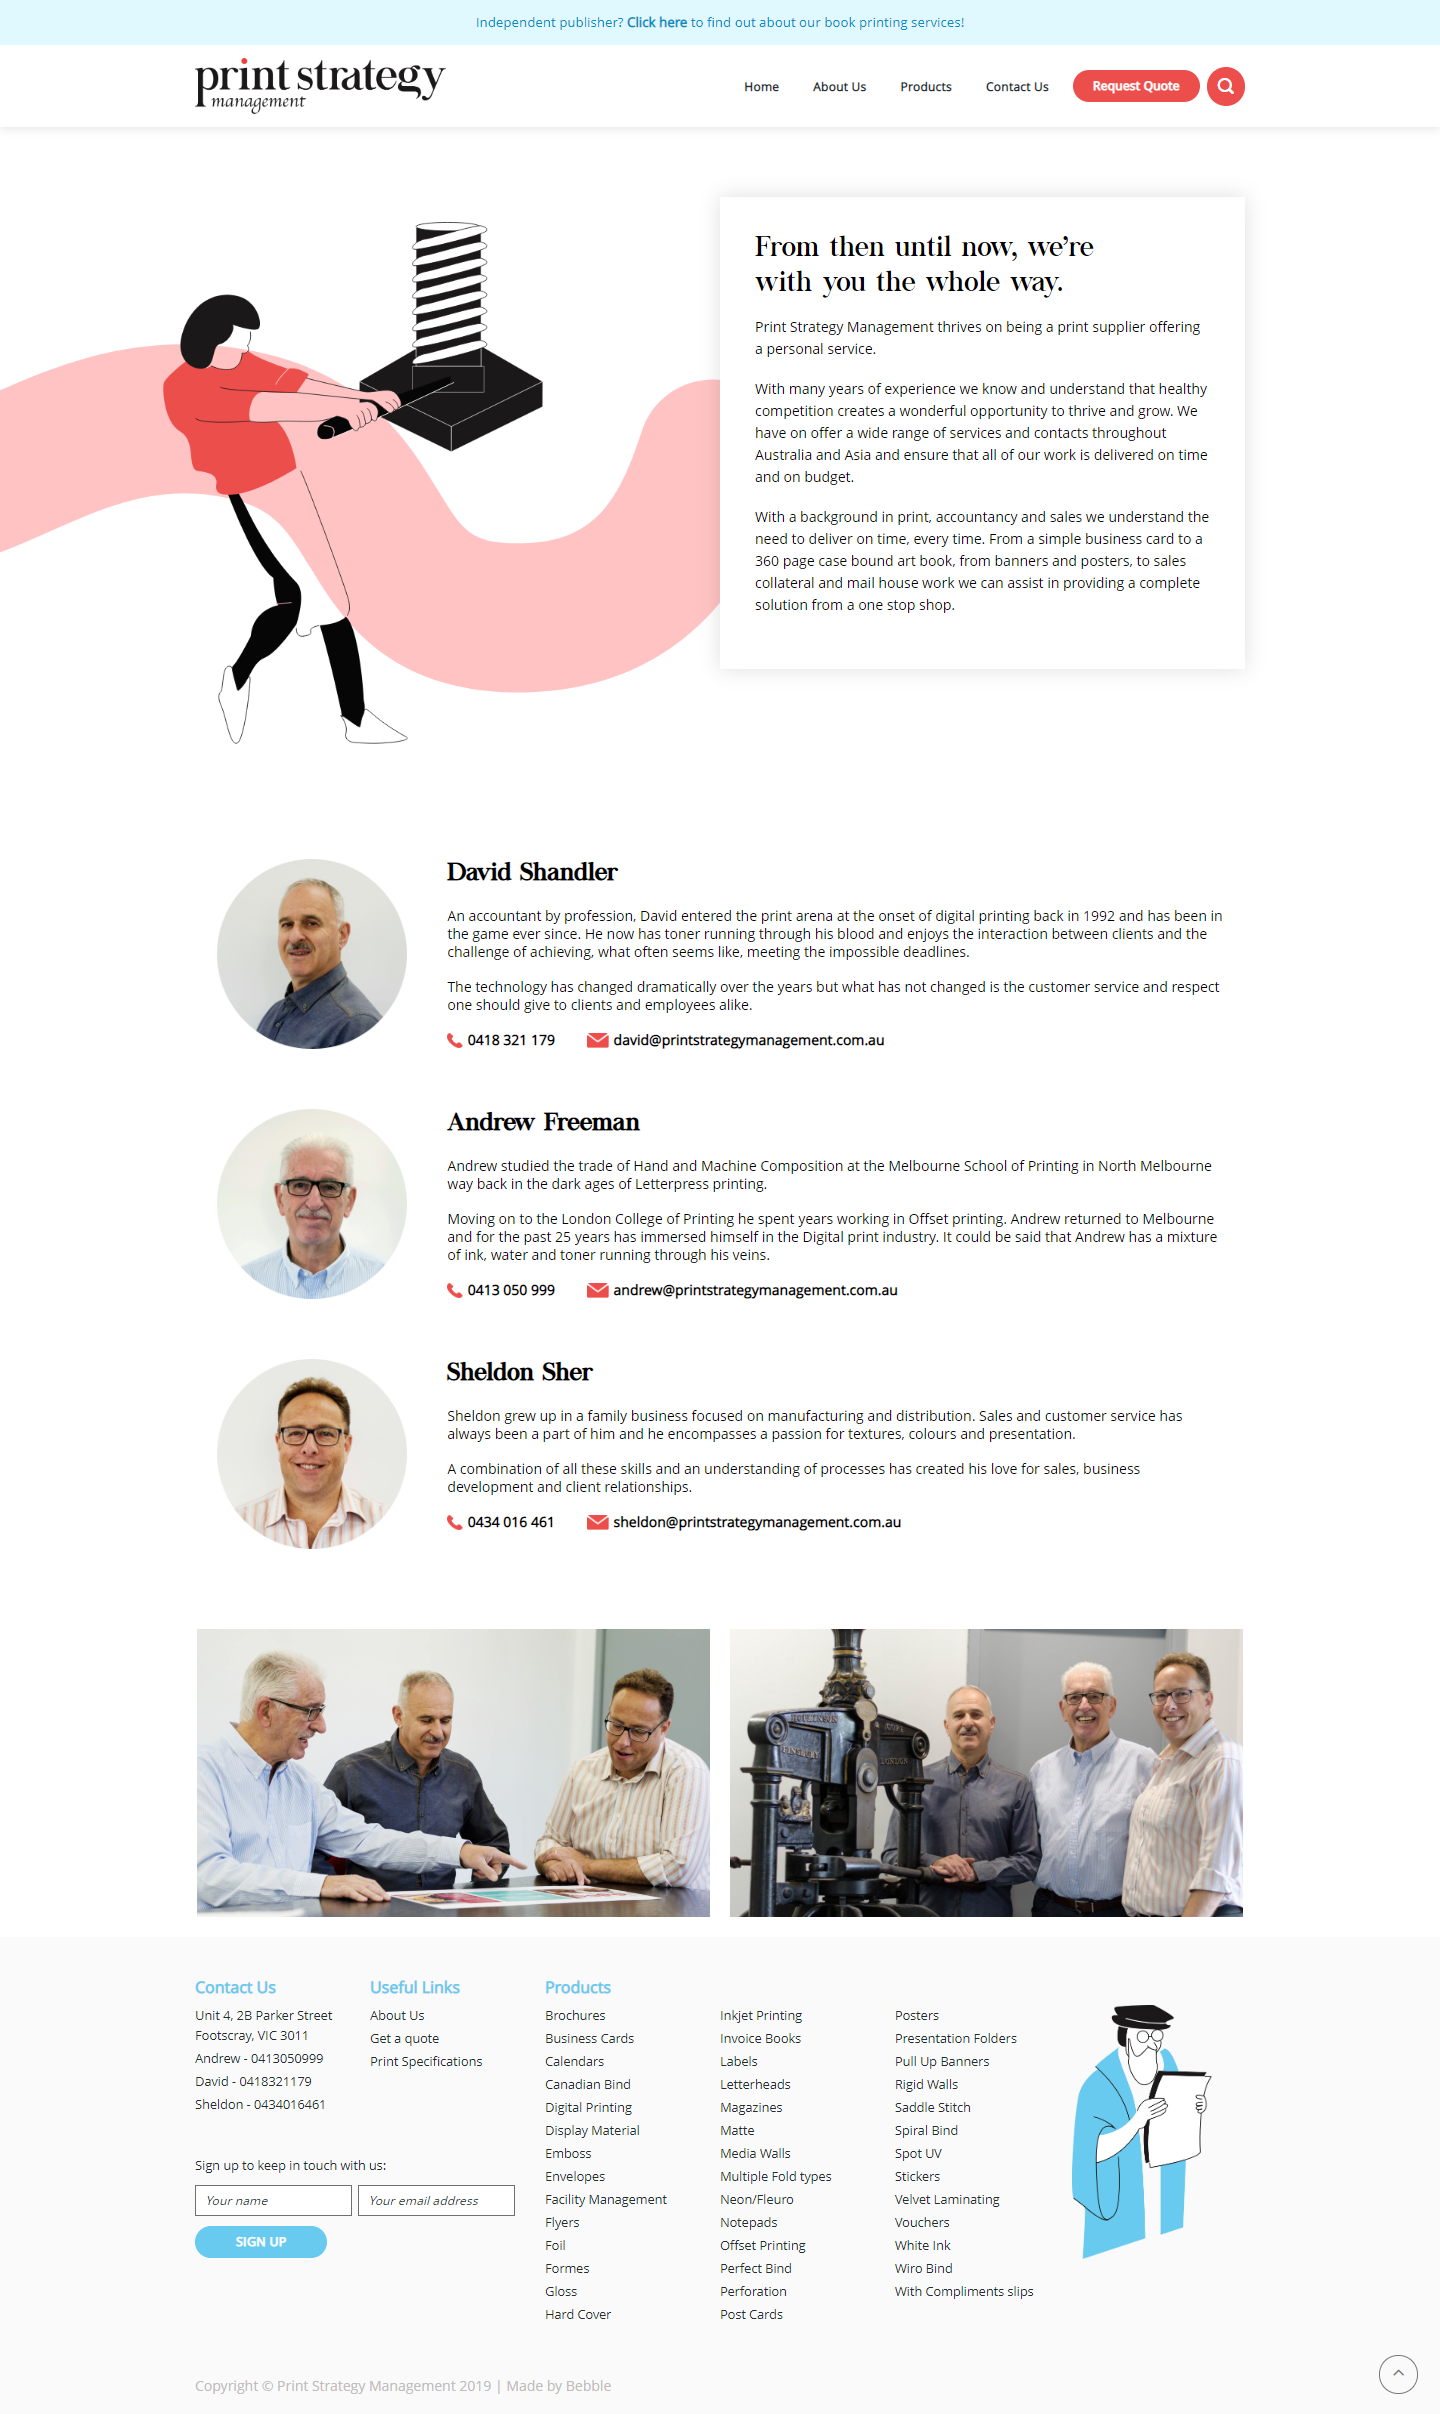 Independent publisher? Click here to find out about our book printing services!
print strategy
management
Home
About Us
Products
Contact Us
Request Quote
From then until now, we’re
with you the whole way.
Print Strategy Management thrives on being a print supplier offering
a personal service.
With many years of experience we know and understand that healthy
competition creates a wonderful opportunity to thrive and grow. We
have on offer a wide range of services and contacts throughout
Australia and Asia and ensure that all of our work is delivered on time
and on budget.
With a background in print, accountancy and sales we understand the
need to deliver on time, every time. From a simple business card to a
360 page case bound art book, from banners and posters, to sales
collateral and mail house work we can assist in providing a complete
solution from a one stop shop.
David Shandler
An accountant by profession, David entered the print arena at the onset of digital printing back in 1992 and has been in
the game ever since. He now has toner running through his blood and enjoys the interaction between clients and the
challenge of achieving, what often seems like, meeting the impossible deadlines.
The technology has changed dramatically over the years but what has not changed is the customer service and respect
one should give to clients and employees alike.
0418 321 179
david@printstrategymanagement.com.au
Andrew Freeman
Andrew studied the trade of Hand and Machine Composition at the Melbourne School of Printing in North Melbourne
way back in the dark ages of Letterpress printing.
Moving on to the London College of Printing he spent years working in Offset printing. Andrew returned to Melbourne
and for the past 25 years has immersed himself in the Digital print industry. It could be said that Andrew has a mixture
of ink, water and toner running through his veins.
0413 050 999
andrew@printstrategymanagement.com.au
Sheldon Sher
Sheldon grew up in a family business focused on manufacturing and distribution. Sales and customer service has
always been a part of him and he encompasses a passion for textures, colours and presentation.
A combination of all these skills and an understanding of processes has created his love for sales, business
development and client relationships.
0434 016 461
sheldon@printstrategymanagement.com.au
FINSBURY
LONDON
Contact Us
Unit 4, 2B Parker Street
Footscray, VIC 3011
Andrew - 0413050999
David - 0418321179
Sheldon - 0434016461
Sign up to keep in touch with us:
Your name
Your email address
SIGN UP
Useful Links
About Us
Get a quote
Print Specifications
Products
Brochures
Business Cards
Calendars
Canadian Bind
Digital Printing
Display Material
Emboss
Envelopes
Facility Management
Flyers
Foil
Formes
Gloss
Hard Cover
Inkjet Printing
Invoice Books
Labels
Letterheads
Magazines
Matte
Media Walls
Multiple Fold types
Neon/Fleuro
Notepads
Offset Printing
Perfect Bind
Perforation
Post Cards
Posters
Presentation Folders
Pull Up Banners
Rigid Walls
Saddle Stitch
Spiral Bind
Spot UV
Stickers
Velvet Laminating
Vouchers
White Ink
Wiro Bind
With Compliments slips
Copyright © Print Strategy Management 2019 | Made by Bebble